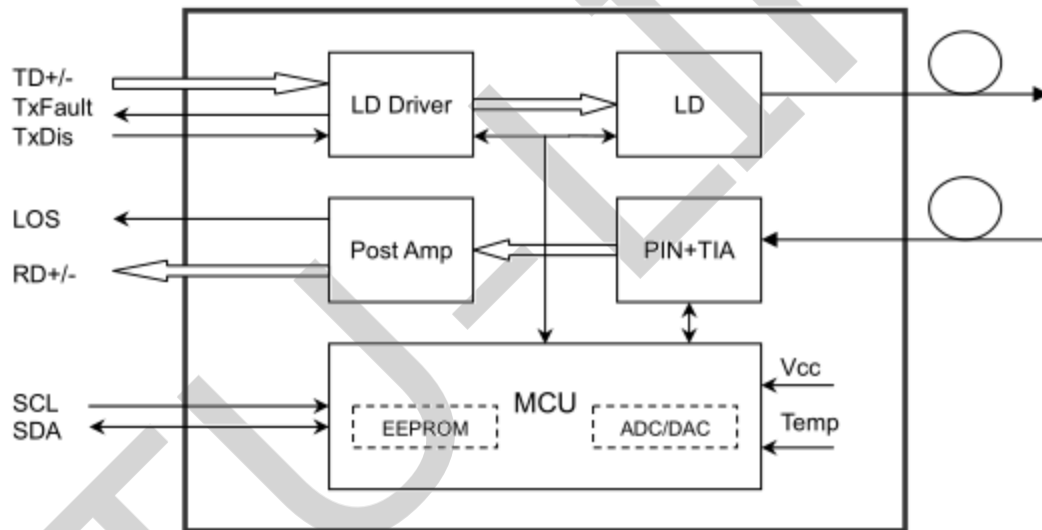 TD+/-
TxFault
TxDis
LD Driver
LD
LOS
RD+/-
Post Amp
PIN+TIA
SCL
SDA
MCU
EEPROM
ADC/DAC
Vcc
Temp